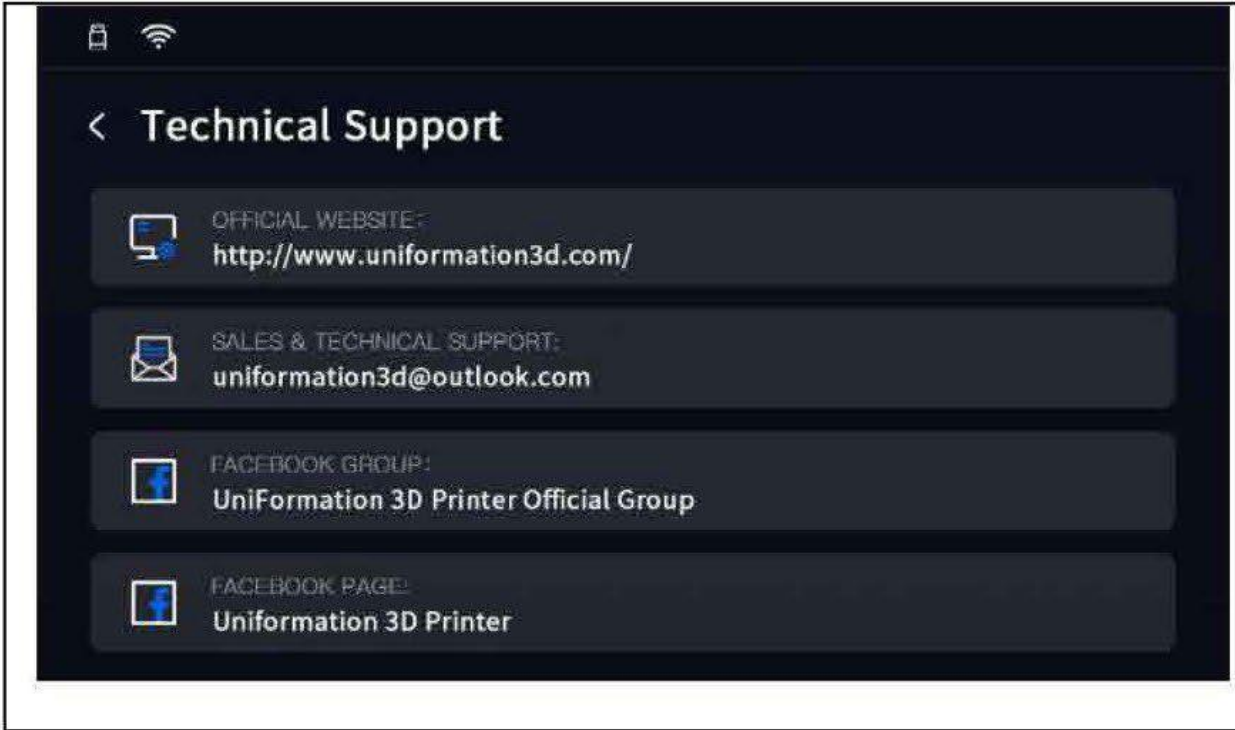 Technical Support
OFFICIAL WEBSITE:
http://www.uniformation3d.com/
SALES & TECHNICAL SUPPORT:
uniformation3d@outlook.com
FACEBOOK GROUP:
UniFormation 3D Printer Official Group
FACEBOOK PAGE:
Uniformation 3D Printer